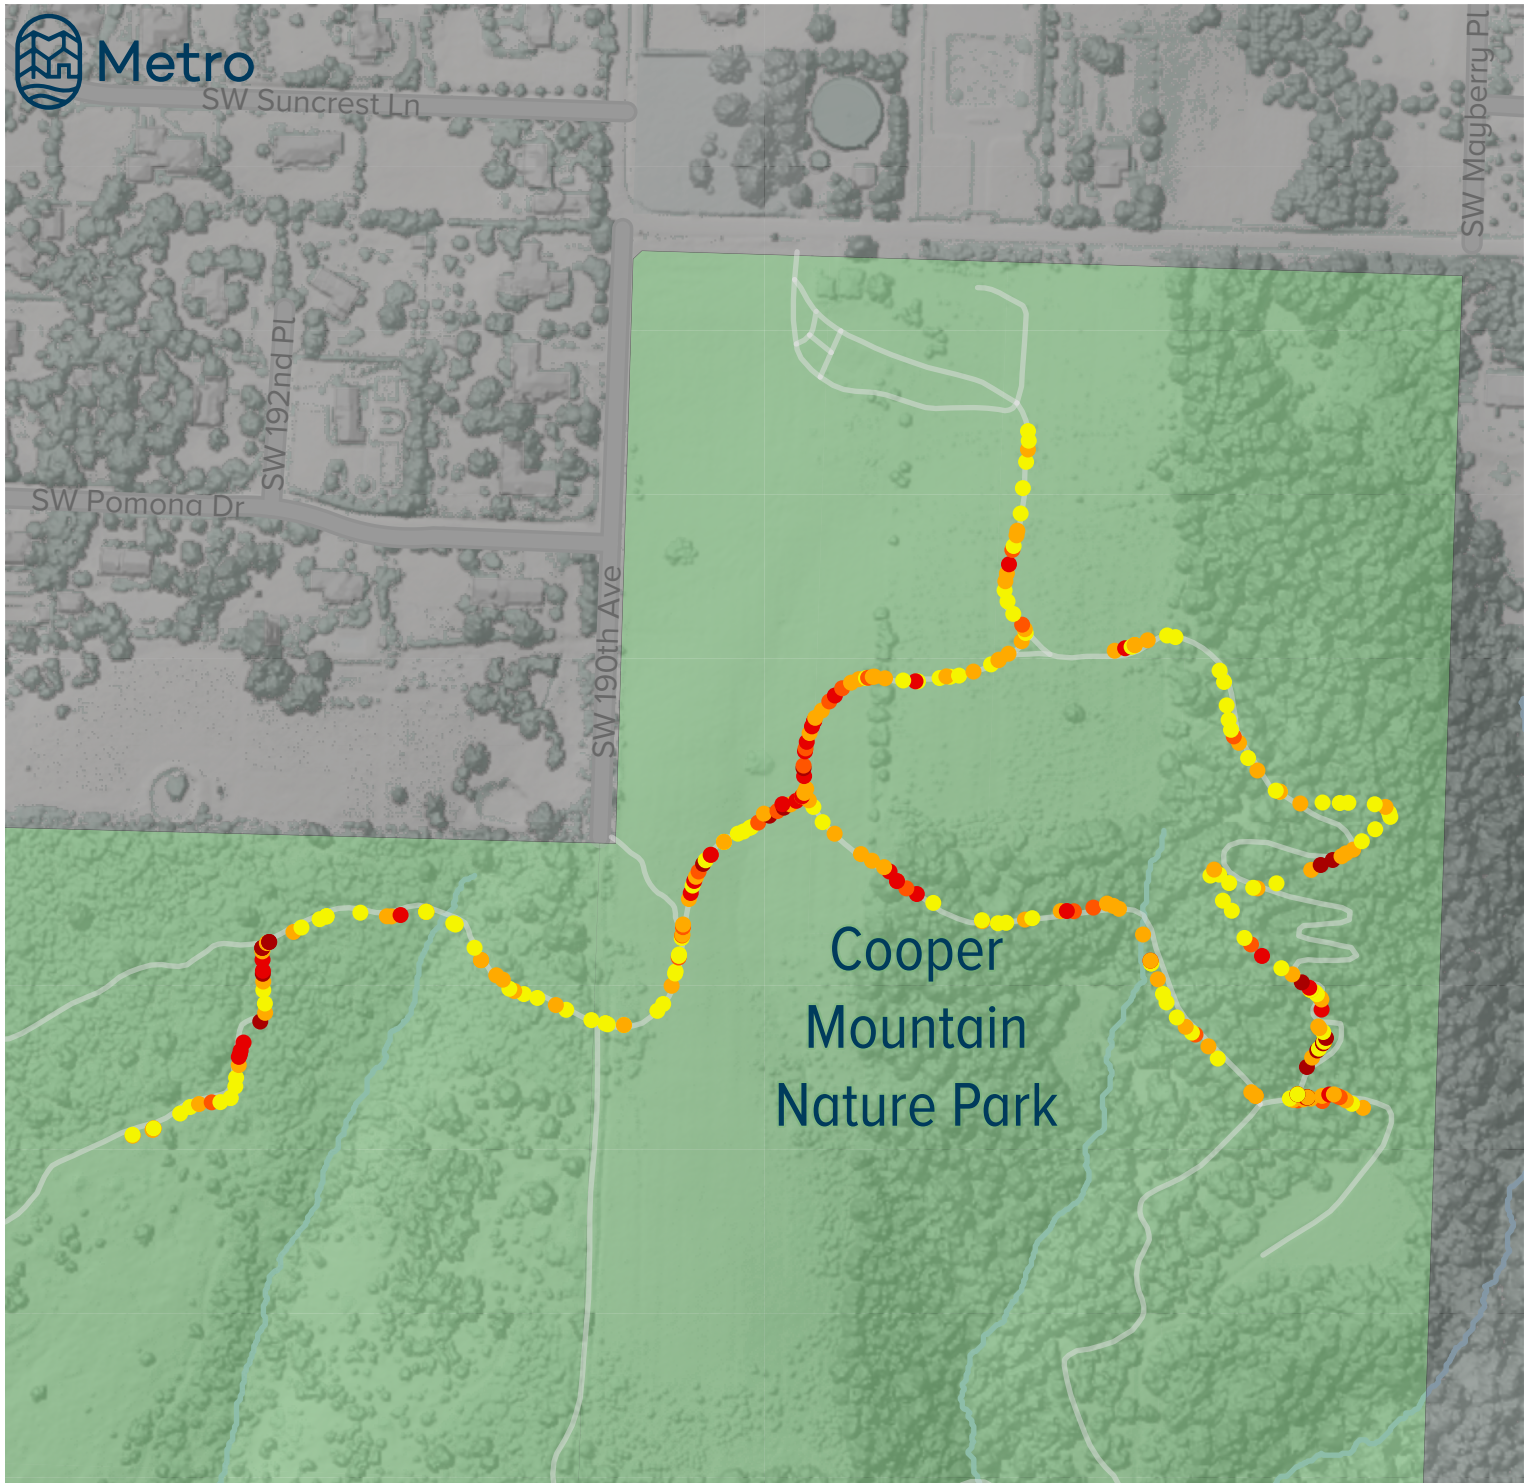 Metro
SW Suncrest Ln
SW Mayberry Pl
SW 192nd Pl
SW Pomona Dr
SW 190th Ave
Cooper
Mountain
Nature Park